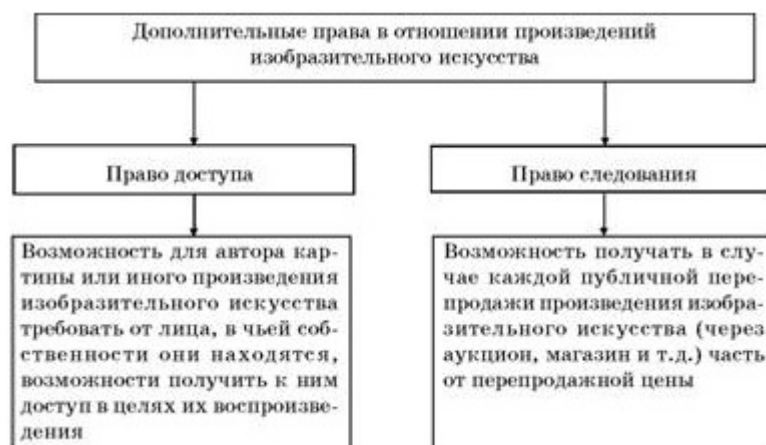 Дополнительные права в отношении произведений
изобразительного искусства
Право доступа
Право следования
Возможность для автора кар-
тины или иного произведения
изобразительного искусства
требовать от лица, в чьей соб-
ственности они находятся,
возможности получить к ним
доступ в целях их воспроизве-
дения
Возможность получать в слу-
чае каждой публичной пере-
продажи произведения изобра-
зительного искусства (через
аукцион, магазин и т.д.) часть
от перепродажной цены